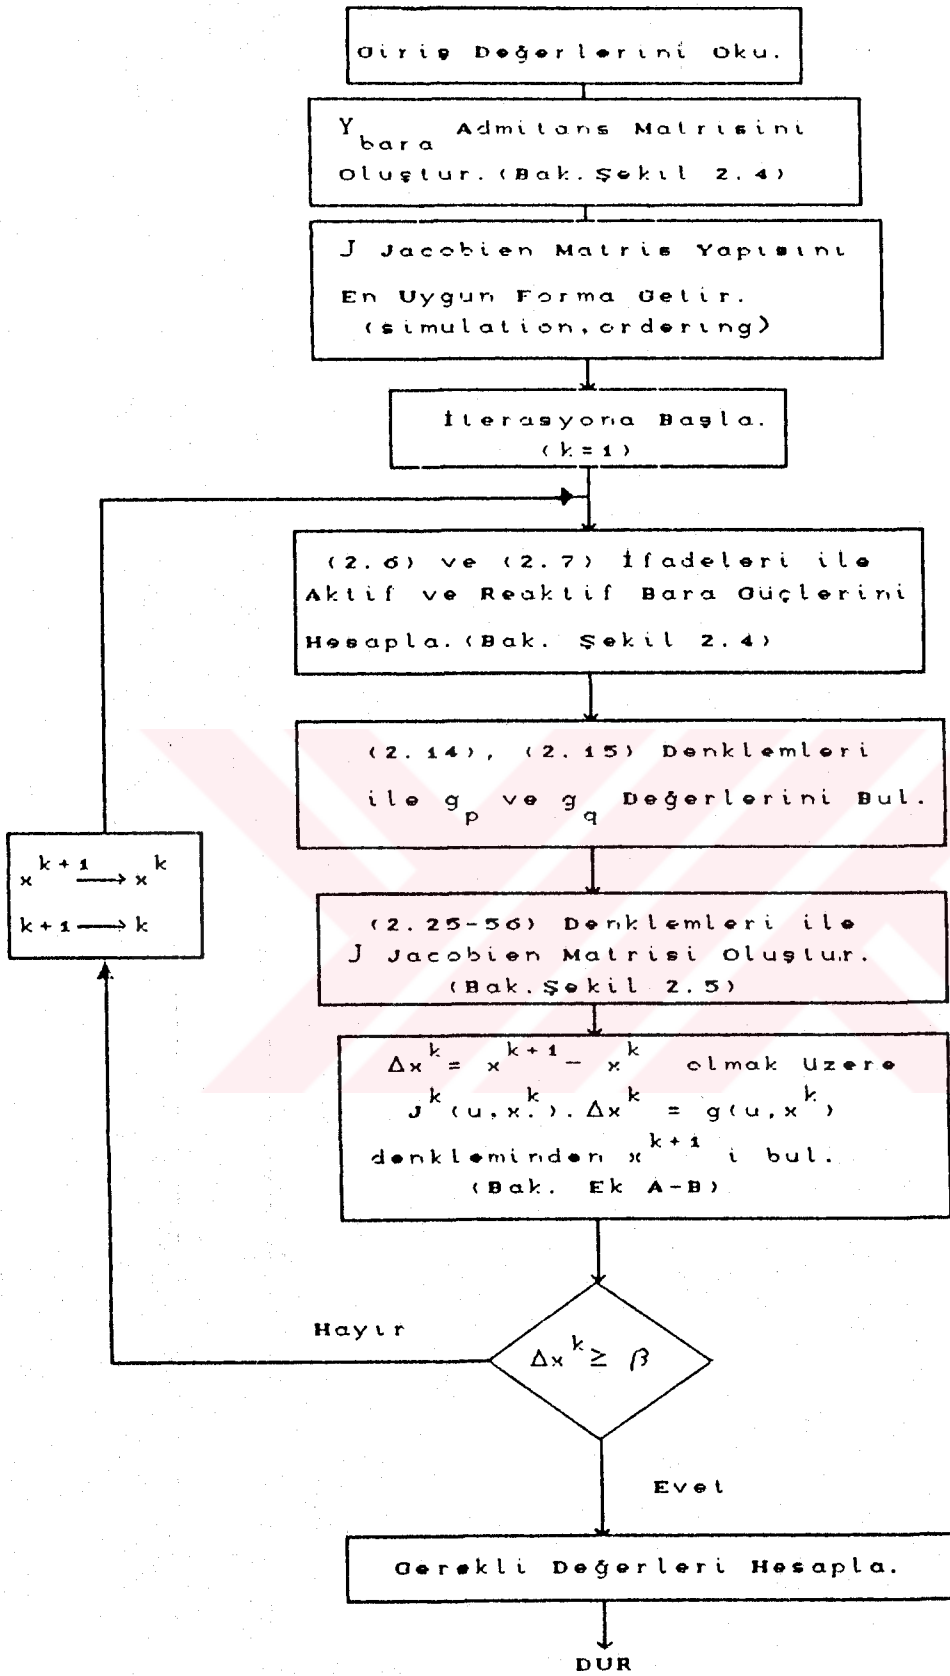 Giriş Değerlerini Oku.
Y bara Admitans Matrisini
Oluştur.(Bak.Şekil 2.4)
J Jacobien Matris Yapısını
En Uygun Forma Getir.
(simulation,ordering)
İterasyona Başla.
(k=1)
(2.6) ve (2.7) İfadeleri ile
Aktif ve Reaktif Bara Güçlerini
Hesapla.(Bak. Şekil 2.4)
(2.14), (2.15) Denklemleri
ile g_p ve g_q Değerlerini Bul.
x^{k+1} → x^k
k+1 → k
(2.25-56) Denklemleri ile
J Jacobien Matrisi Oluştur.
(Bak.Şekil 2.5)
Δx^k = x^{k+1} - x^k olmak Uzere
J^k(u,x^k).Δx^k = g(u,x^k)
denkleminden x^{k+1} i bul.
(Bak. Ek A-B)
Hayır
Δx^k ≥ β
Evet
Gerekli Değerleri Hesapla.
DUR